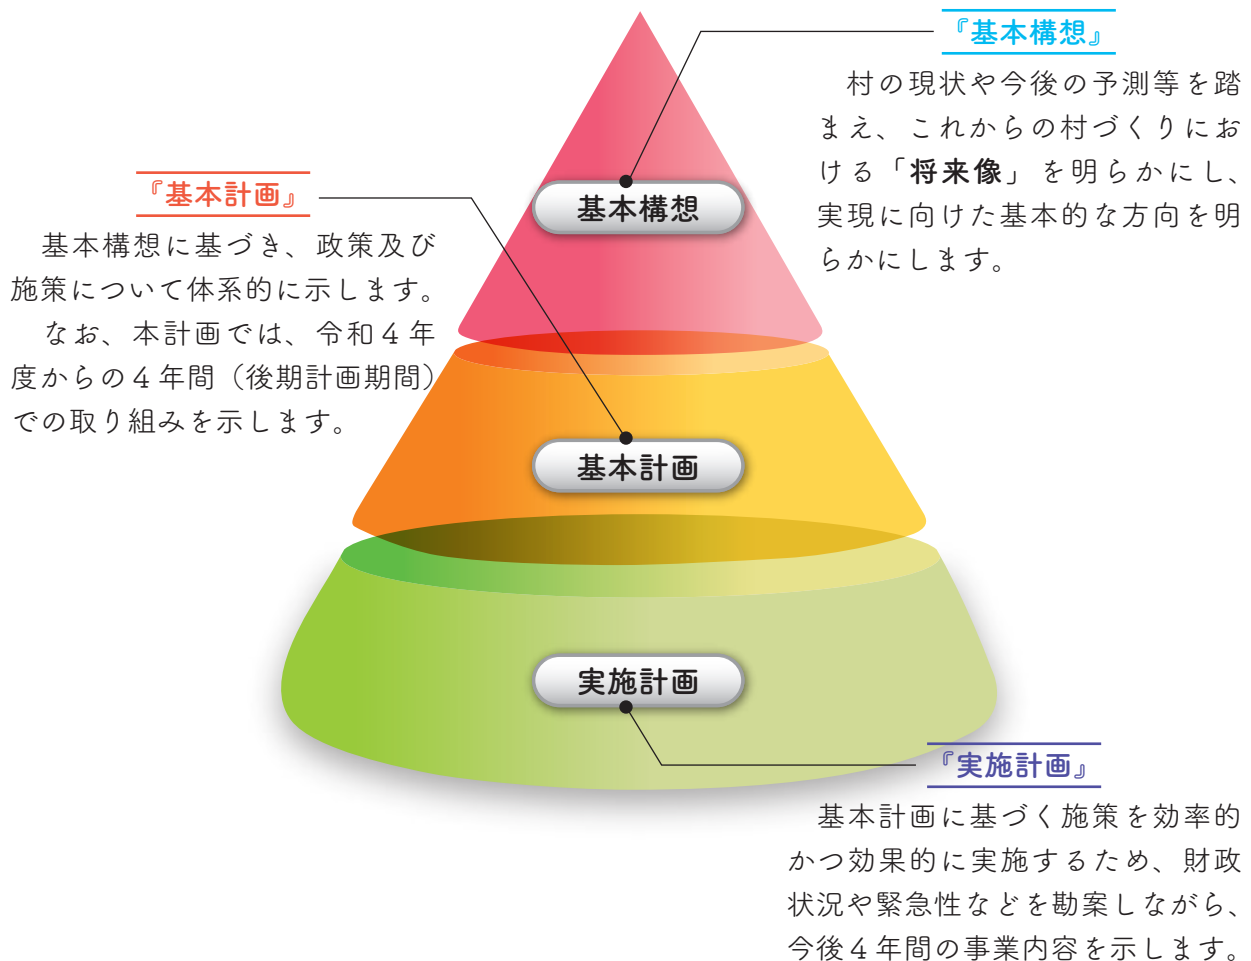 『基本構想』
村の現状や今後の予測等を踏
まえ、これからの村づくりにお
ける「将来像」を明らかにし、
実現に向けた基本的な方向を明
らかにします。
基本構想
『基本計画』
基本構想に基づき、政策及び
施策について体系的に示します。
なお、本計画では、令和４年
度からの４年間（後期計画期間）
での取り組みを示します。
基本計画
実施計画
『実施計画』
基本計画に基づく施策を効率的
かつ効果的に実施するため、財政
状況や緊急性などを勘案しながら、
今後４年間の事業内容を示します。